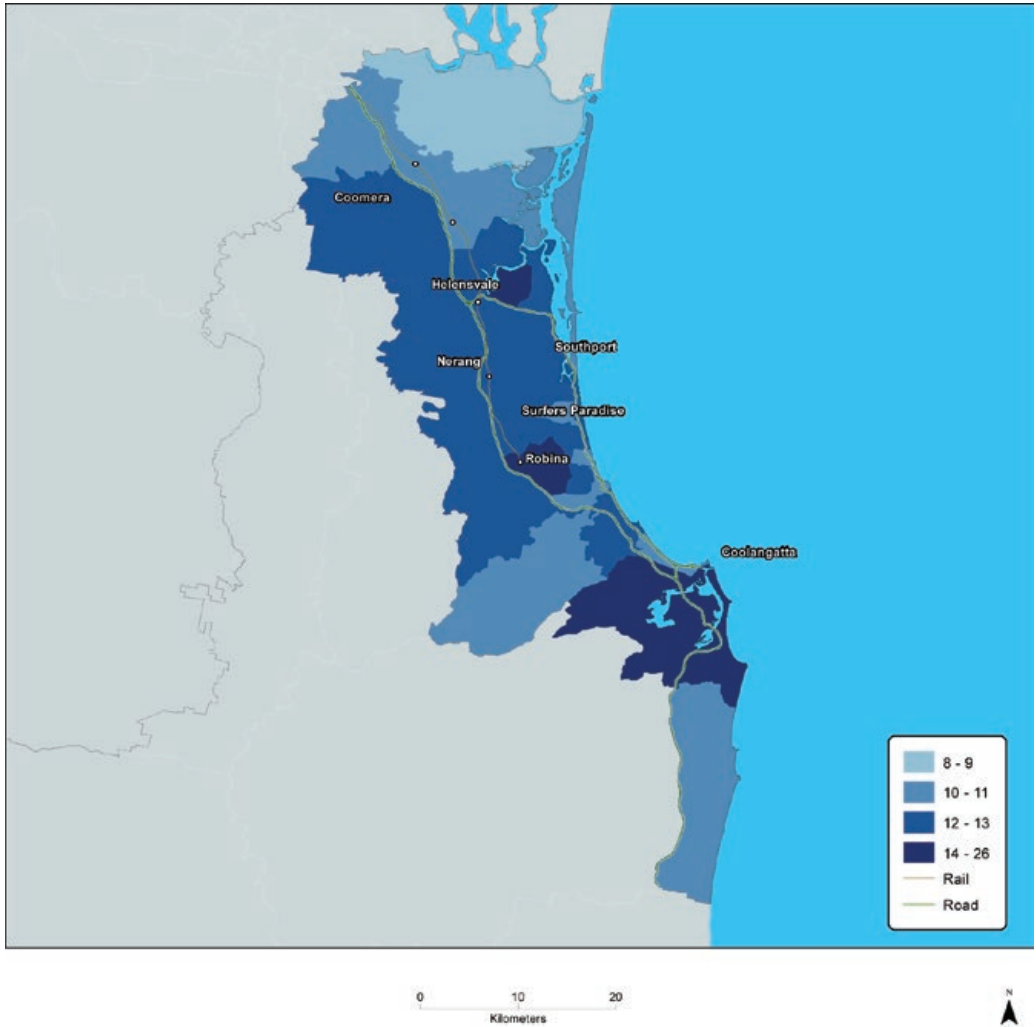 Coomera
Helensvale
Southport
Nerang
Surfers Paradise
Robina
Coolangatta
8 - 9
10 - 11
12 - 13
14 - 26
Rail
Road
0 10 20
Kilometers
N